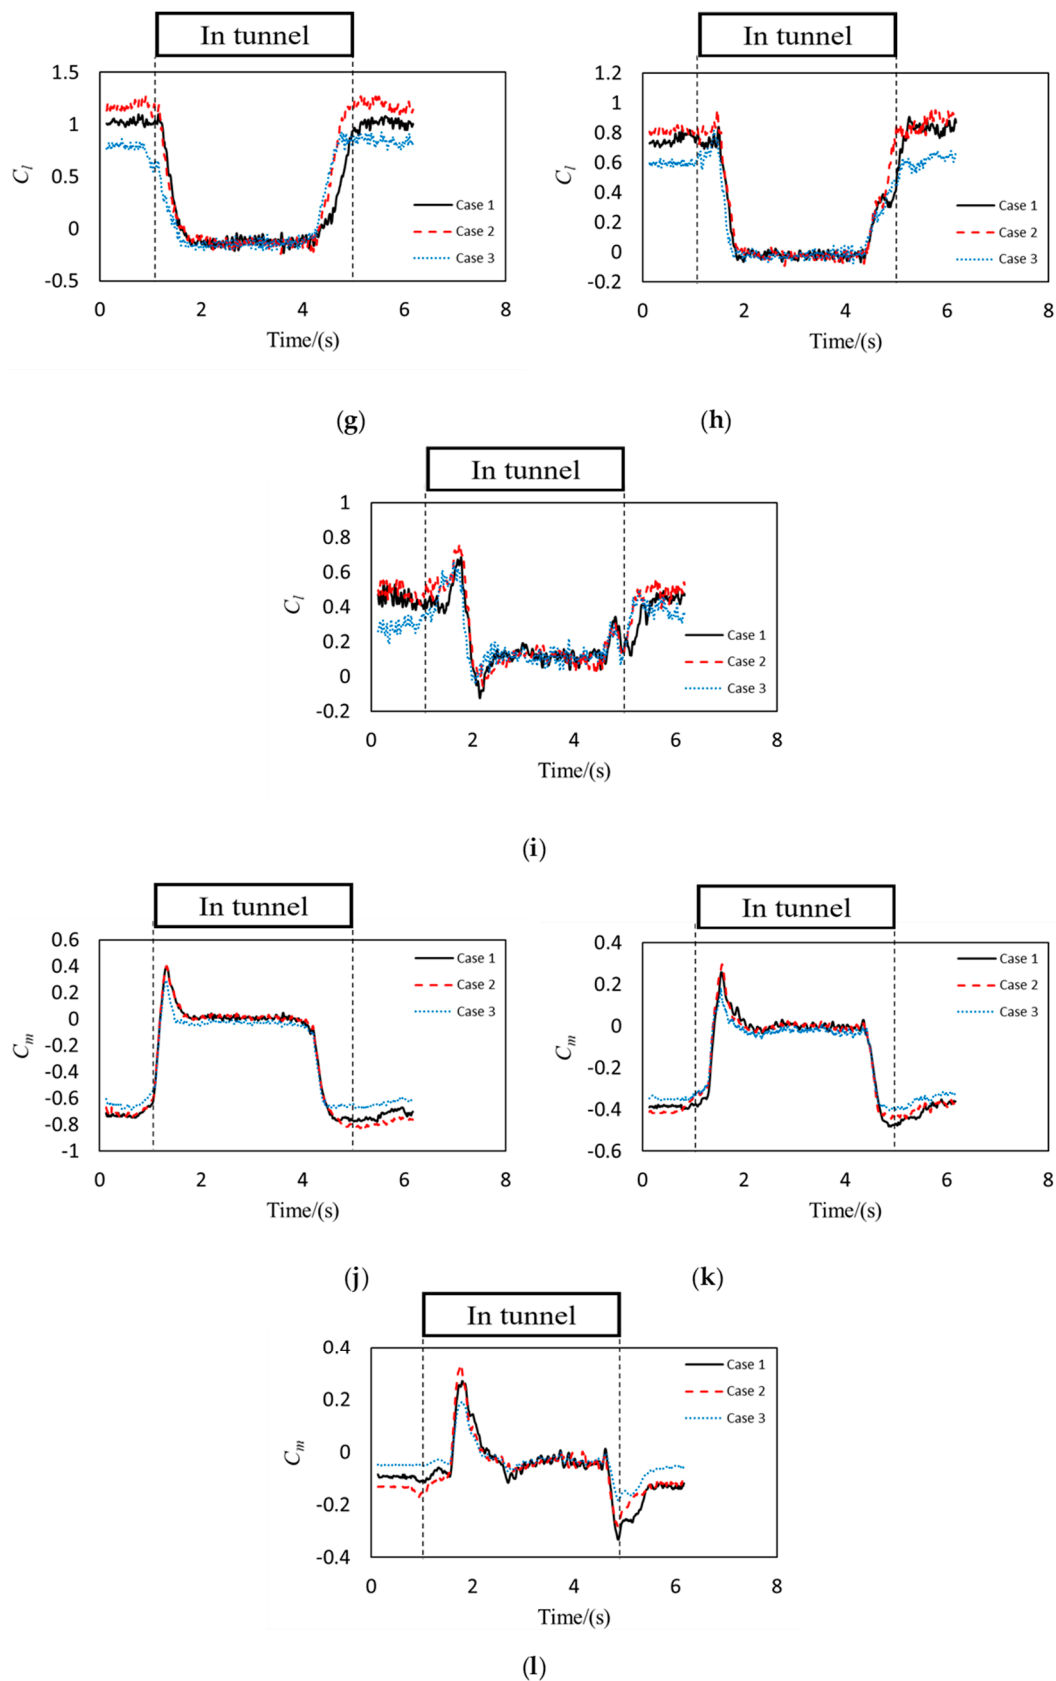 In tunnel
In tunnel
1.5
1
0.5
0
-0.5
C_l
Case 1
Case 2
Case 3
0 2 4 6 8
Time/(s)
1.2
1
0.8
0.6
0.4
0.2
0
-0.2
C_l
Case 1
Case 2
Case 3
0 2 4 6 8
Time/(s)
(g)
(h)
In tunnel
1
0.8
0.6
0.4
0.2
0
-0.2
C_l
Case 1
Case 2
Case 3
0 2 4 6 8
Time/(s)
(i)
In tunnel
In tunnel
0.6
0.4
0.2
0
-0.2
-0.4
-0.6
-0.8
-1
C_m
Case 1
Case 2
Case 3
0 2 4 6 8
Time/(s)
0.4
0.2
0
-0.2
-0.4
-0.6
C_m
Case 1
Case 2
Case 3
0 2 4 6 8
Time/(s)
(j)
(k)
In tunnel
0.4
0.2
0
-0.2
-0.4
C_m
Case 1
Case 2
Case 3
0 2 4 6 8
Time/(s)
(l)